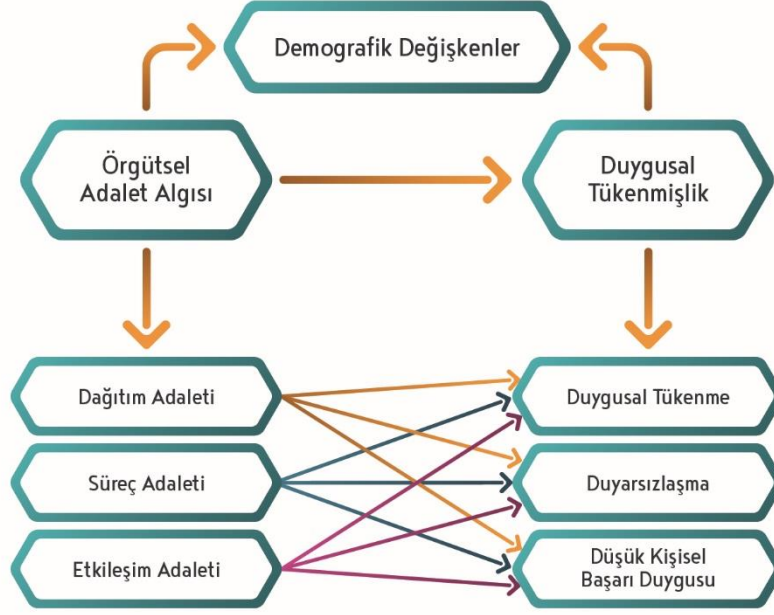 Demografik Değişkenler
Örgütsel
Adalet Algısı
Duygusal
Tükenmişlik
Dağıtım Adaleti
Duygusal Tükenme
Süreç Adaleti
Duyarsızlaşma
Etkileşim Adaleti
Düşük Kişisel
Başarı Duygusu